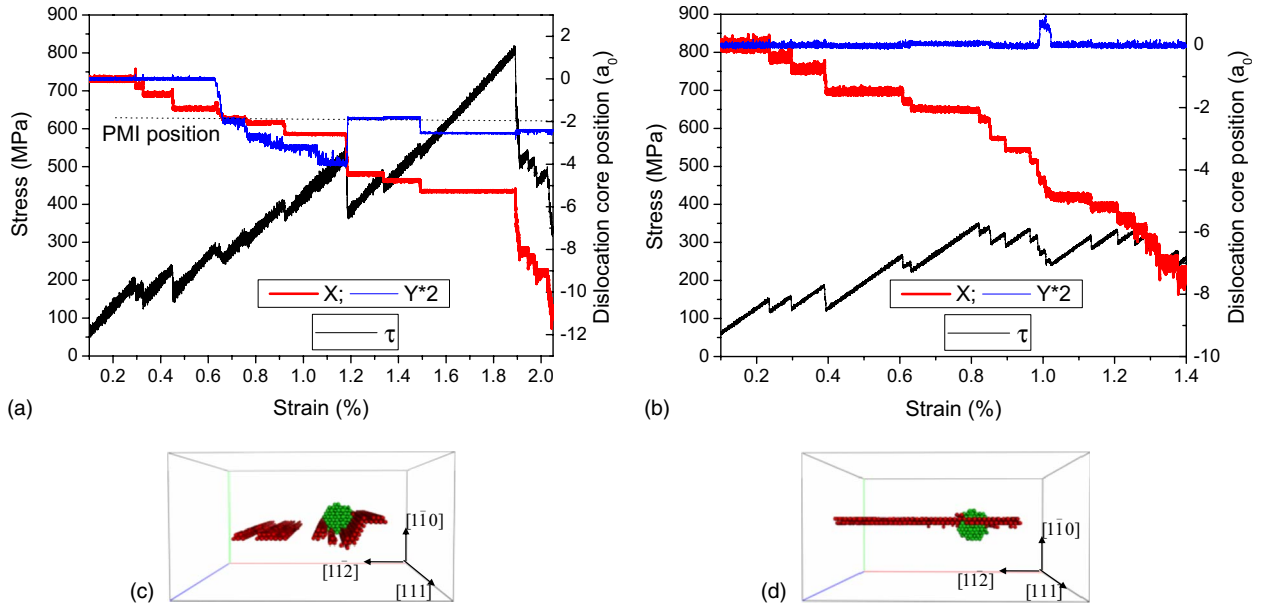 900
800
700
600
500
400
300
200
100
0
Stress (MPa)
2
0
-2
-4
-6
-8
-10
-12
Dislocation core position (a₀)
PMI position
X; Y*2
τ
0.2 0.4 0.6 0.8 1.0 1.2 1.4 1.6 1.8 2.0
Strain (%)
(a)
900
800
700
600
500
400
300
200
100
0
Stress (MPa)
0
-2
-4
-6
-8
-10
Dislocation core position (a₀)
X; Y*2
τ
0.2 0.4 0.6 0.8 1.0 1.2 1.4
Strain (%)
(b)
[11̄0]
[112̄]
[111]
(c)
[11̄0]
[112̄]
[111]
(d)